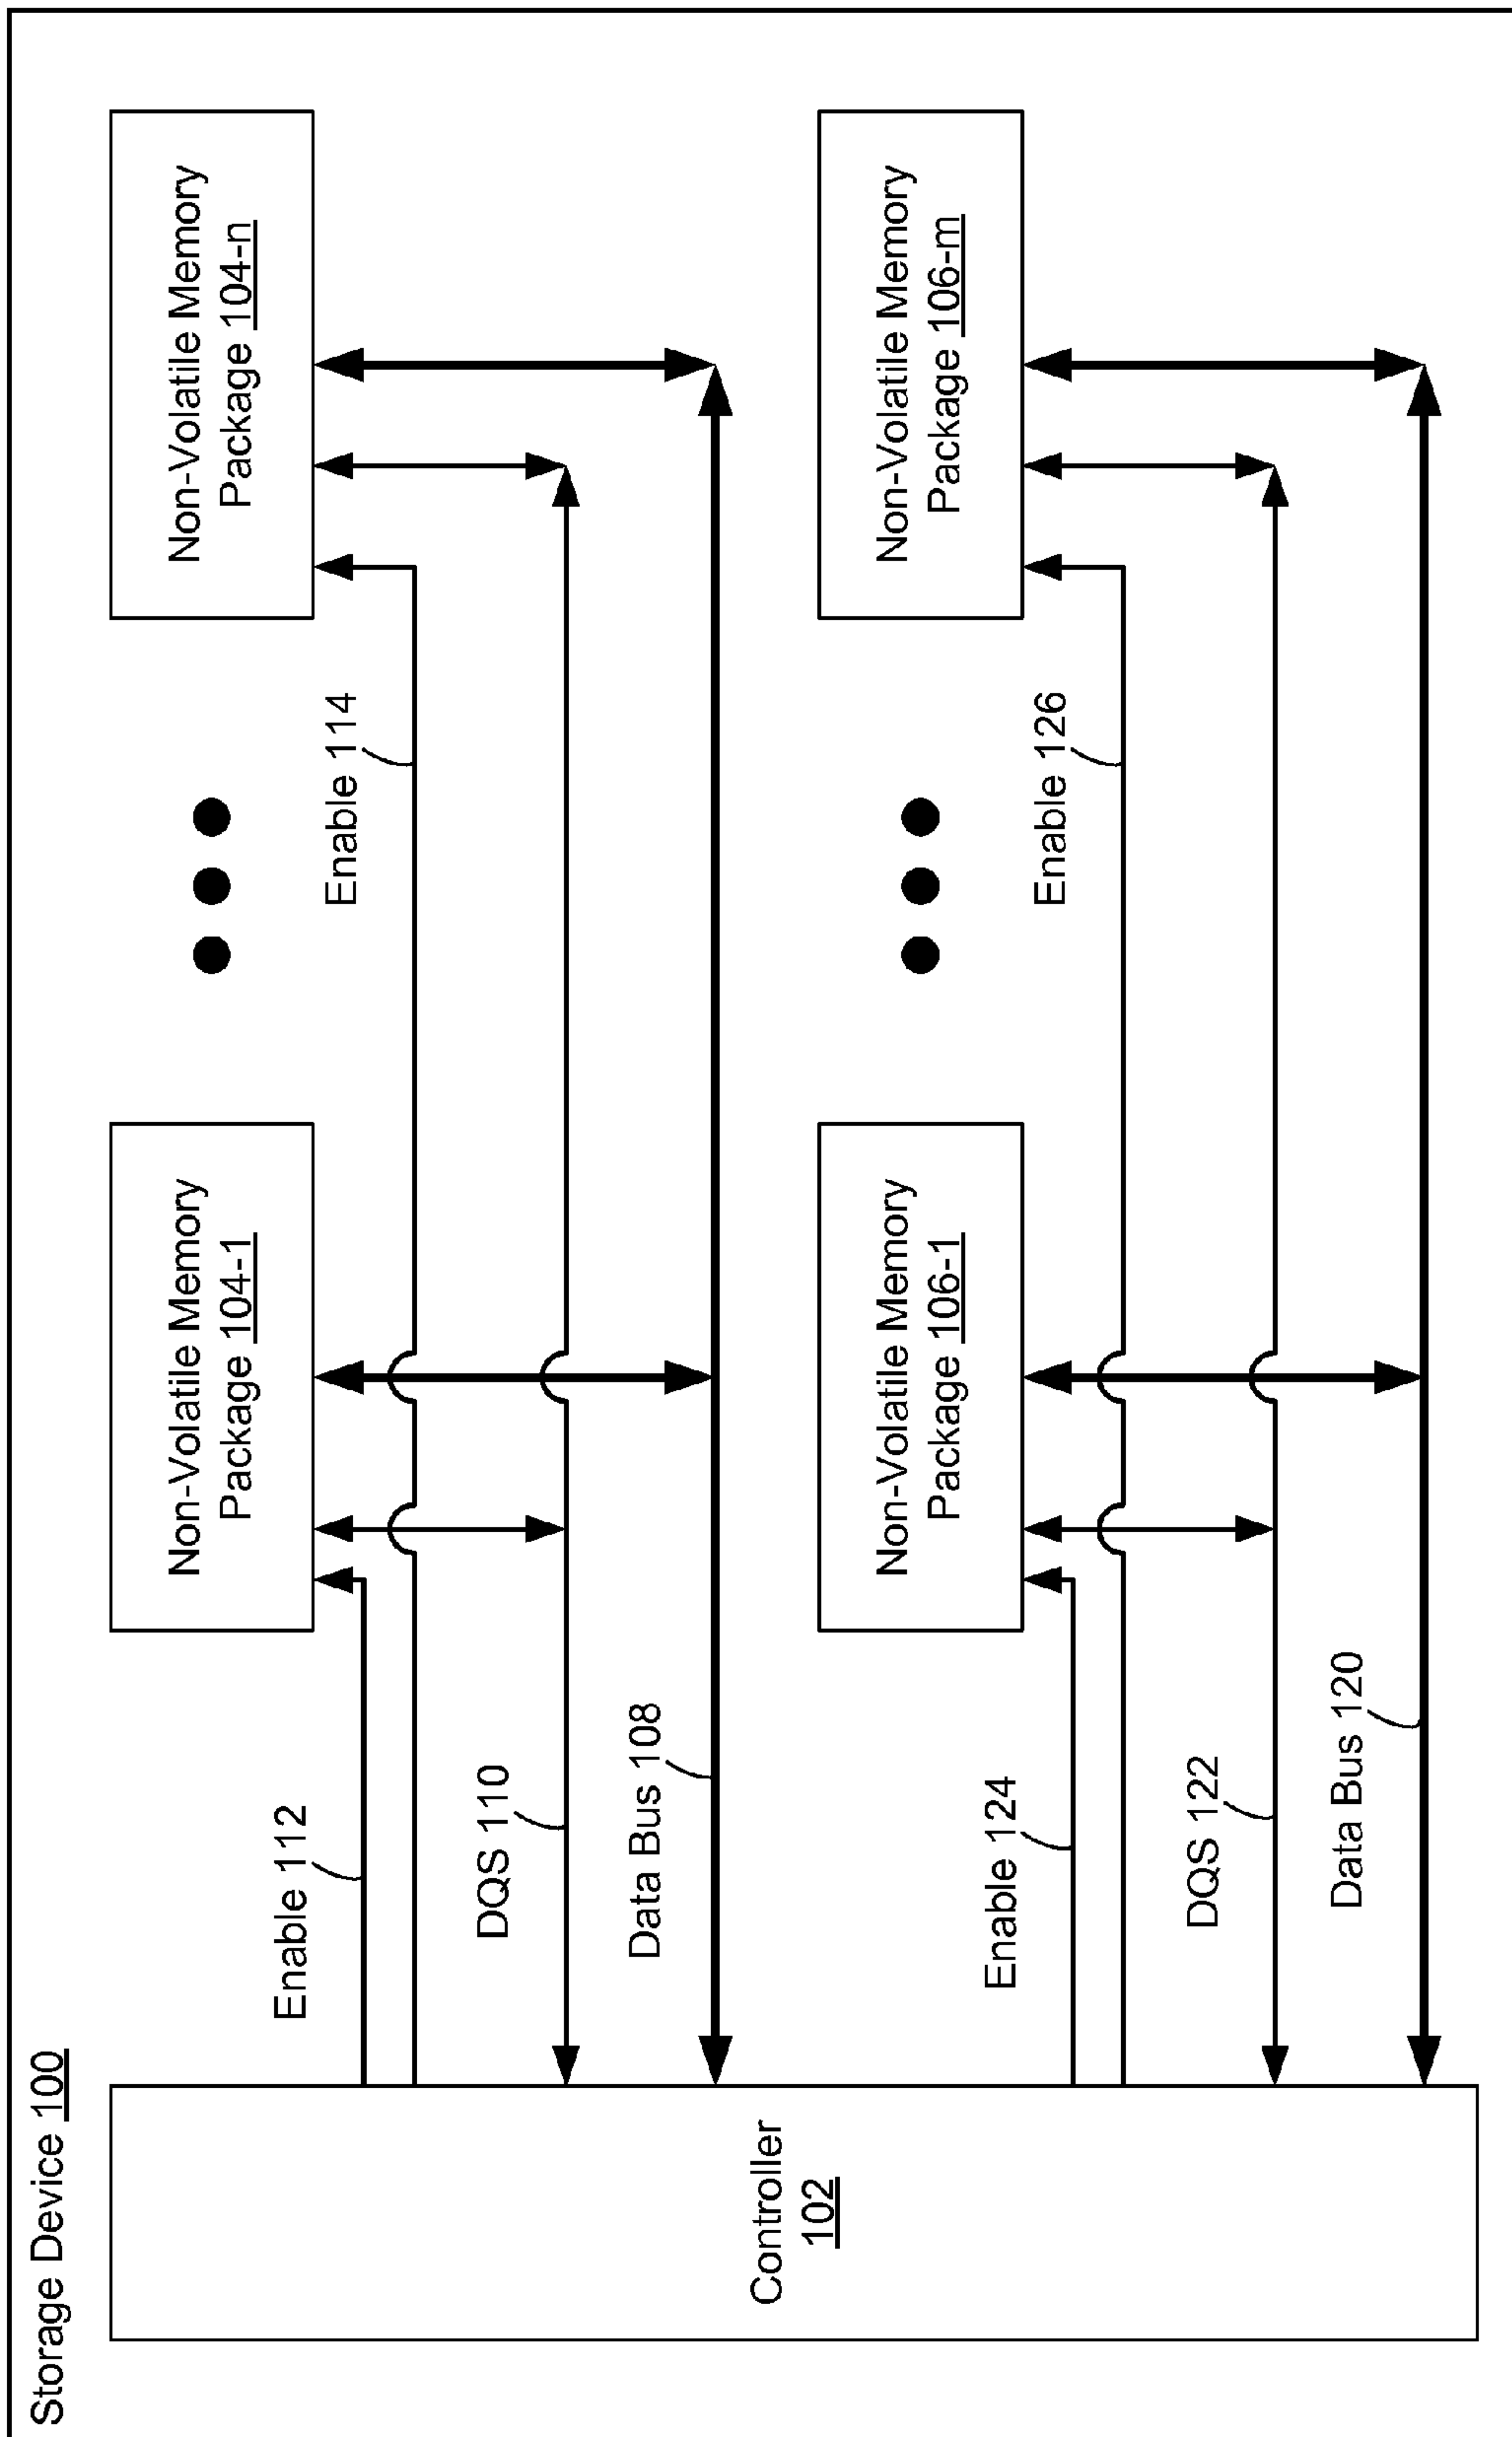 Storage Device 100
Non-Volatile Memory
Package 104-1
Non-Volatile Memory
Package 104-n
Enable 112
Enable 114
DQS 110
Data Bus 108
Controller
102
Non-Volatile Memory
Package 106-1
Non-Volatile Memory
Package 106-m
Enable 124
Enable 126
DQS 122
Data Bus 120